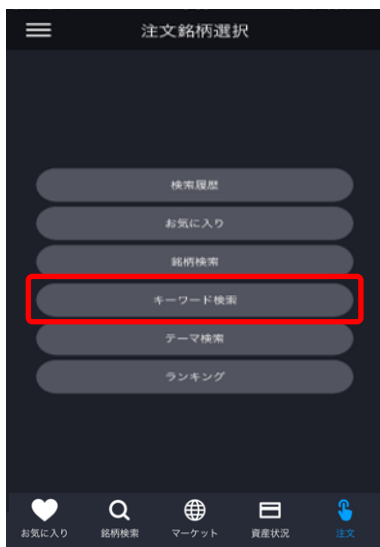 注文銘柄選択
検索履歴
お気に入り
銘柄検索
キーワード検索
テーマ検索
ランキング
お気に入り
銘柄検索
マーケット
資産状況
注文